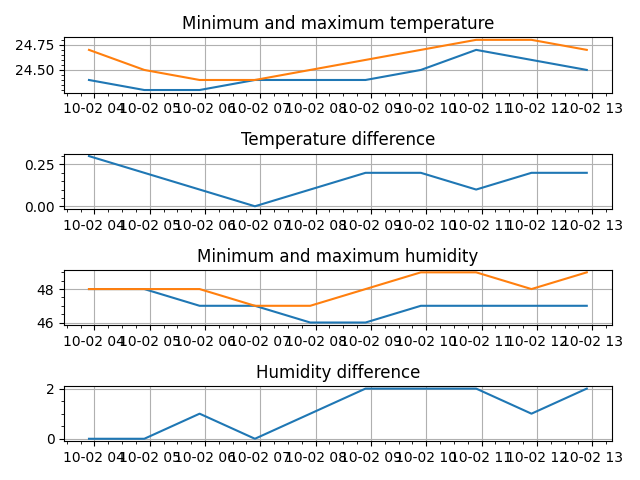 Minimum and maximum temperature
24.75
24.50
10-02 04 10-02 05 10-02 06 10-02 07 10-02 08 10-02 09 10-02 10 10-02 11 10-02 12 10-02 13
Temperature difference
0.25
0.00
10-02 04 10-02 05 10-02 06 10-02 07 10-02 08 10-02 09 10-02 10 10-02 11 10-02 12 10-02 13
Minimum and maximum humidity
48
46
10-02 04 10-02 05 10-02 06 10-02 07 10-02 08 10-02 09 10-02 10 10-02 11 10-02 12 10-02 13
Humidity difference
2
0
10-02 04 10-02 05 10-02 06 10-02 07 10-02 08 10-02 09 10-02 10 10-02 11 10-02 12 10-02 13